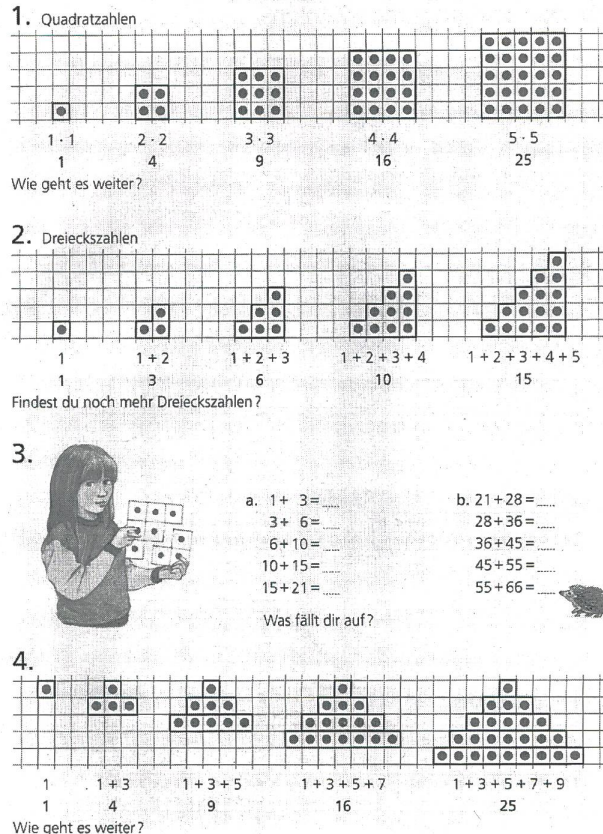 1. Quadratzahlen
1 · 1 2 · 2 3 · 3 4 · 4 5 · 5
1 4 9 16 25
Wie geht es weiter?
2. Dreieckszahlen
1 1 + 2 1 + 2 + 3 1 + 2 + 3 + 4 1 + 2 + 3 + 4 + 5
1 3 6 10 15
Findest du noch mehr Dreieckszahlen?
3.
a. 1 + 3 = ....
3 + 6 = ....
6 + 10 = ....
10 + 15 = ....
15 + 21 = ....
b. 21 + 28 = ....
28 + 36 = ....
36 + 45 = ....
45 + 55 = ....
55 + 66 = ....
Was fällt dir auf?
4.
1 1 + 3 1 + 3 + 5 1 + 3 + 5 + 7 1 + 3 + 5 + 7 + 9
1 4 9 16 25
Wie geht es weiter?